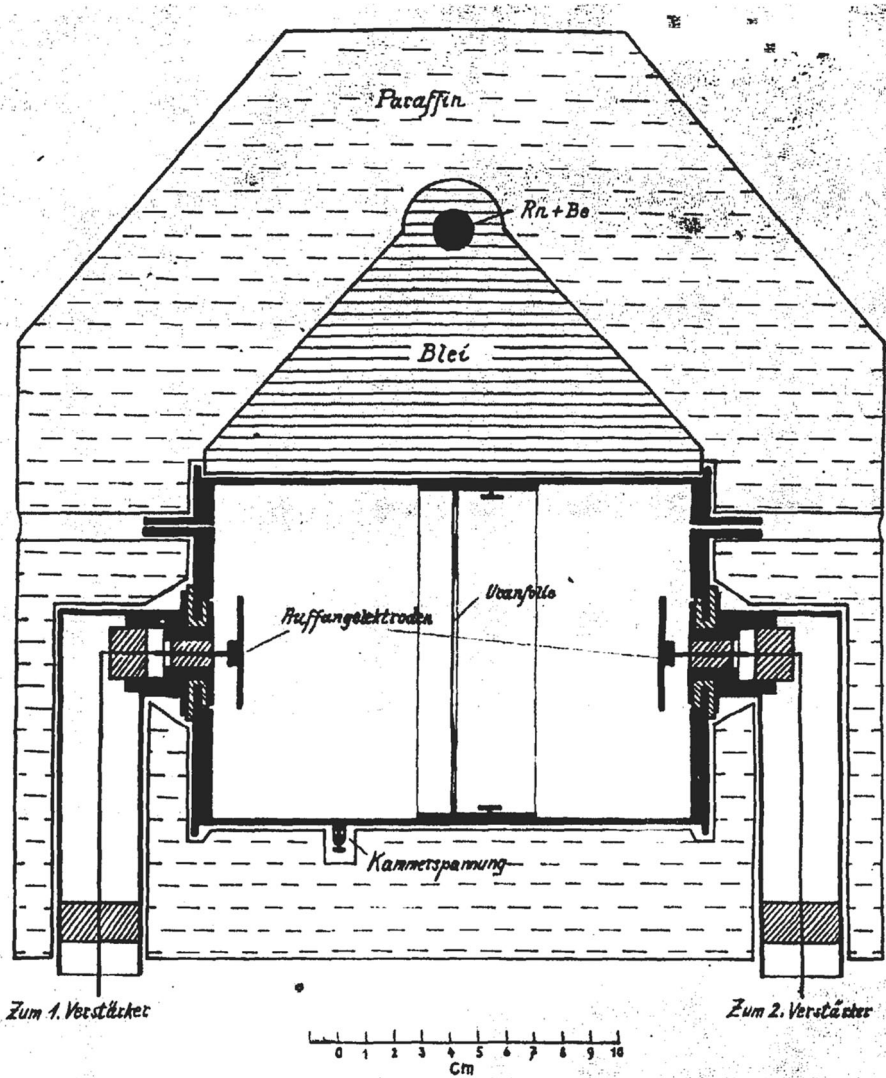 Paraffin
Rn + Be
Blei
Uranfolie
Auffangelektroden
Kammerspannung
Zum 1. Verstärker
Zum 2. Verstärker
0 1 2 3 4 5 6 7 8 9 10
Cm